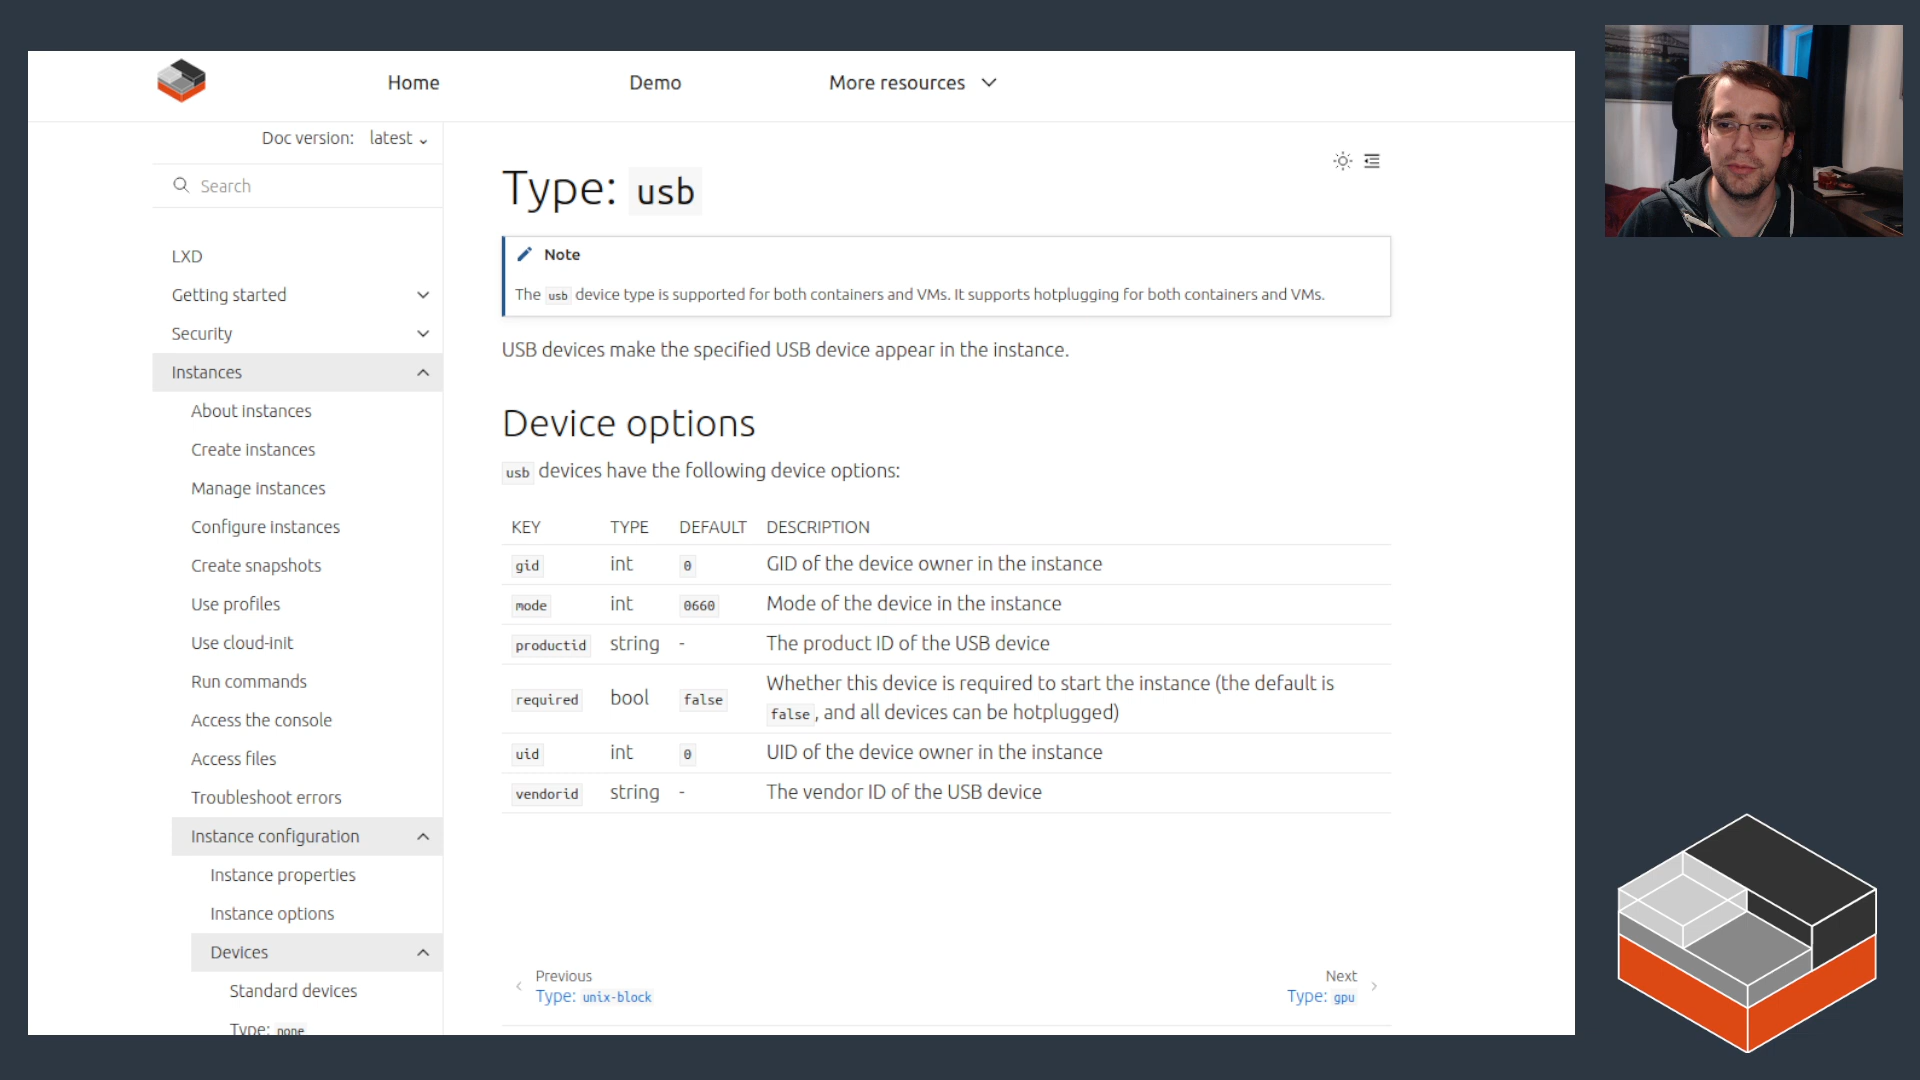 Home
Demo
More resources
Doc version: latest
Search
LXD
Getting started
Security
Instances
About instances
Create instances
Manage instances
Configure instances
Create snapshots
Use profiles
Use cloud-init
Run commands
Access the console
Access files
Troubleshoot errors
Instance configuration
Instance properties
Instance options
Devices
Standard devices
Type: none
Type: usb
Note
The usb device type is supported for both containers and VMs. It supports hotplugging for both containers and VMs.
USB devices make the specified USB device appear in the instance.
Device options
usb devices have the following device options:
KEY TYPE DEFAULT DESCRIPTION
gid int 0 GID of the device owner in the instance
mode int 0660 Mode of the device in the instance
productid string - The product ID of the USB device
required bool false Whether this device is required to start the instance (the default is
false, and all devices can be hotplugged)
uid int 0 UID of the device owner in the instance
vendorid string - The vendor ID of the USB device
Previous
Type: unix-block
Next
Type: gpu